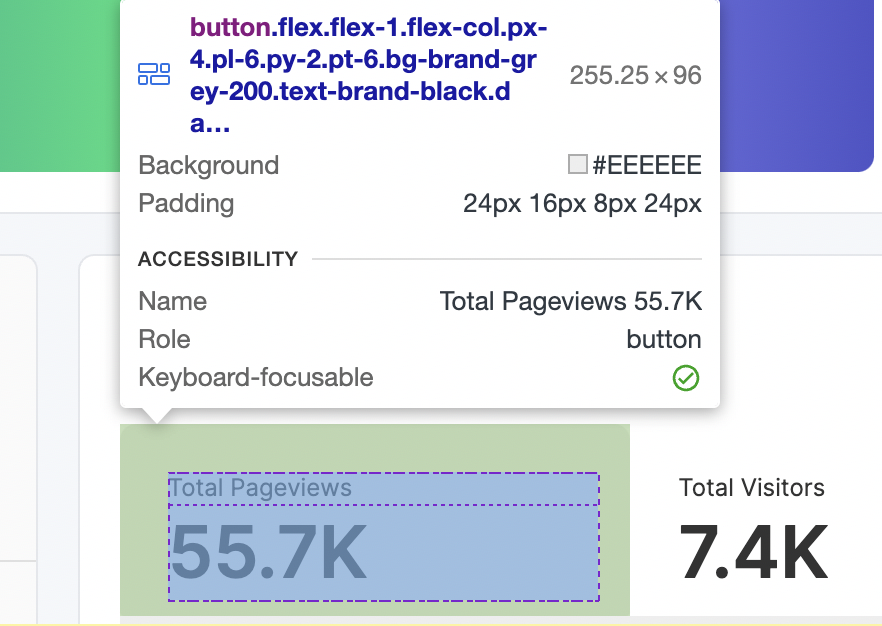 button.flex.flex-1.flex-col.px-
4.pl-6.py-2.pt-6.bg-brand-gr
ey-200.text-brand-black.d
a…
255.25 × 96
Background #EEEEEE
Padding 24px 16px 8px 24px
ACCESSIBILITY
Name Total Pageviews 55.7K
Role button
Keyboard-focusable
Total Pageviews
55.7K
Total Visitors
7.4K